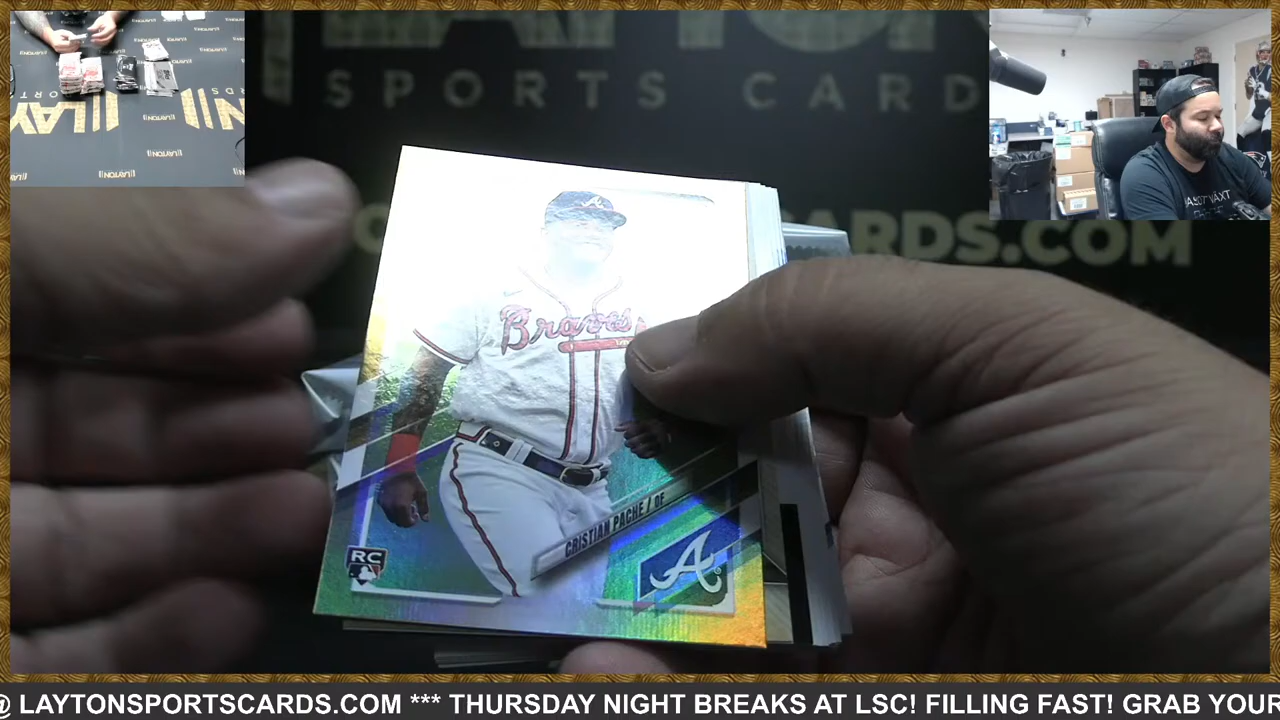 SPORTS CARD
CARDS.COM
Braves
CRISTIAN PACHE / OF
RC
A
@ LAYTONSPORTSCARDS.COM *** THURSDAY NIGHT BREAKS AT LSC! FILLING FAST! GRAB YOUR